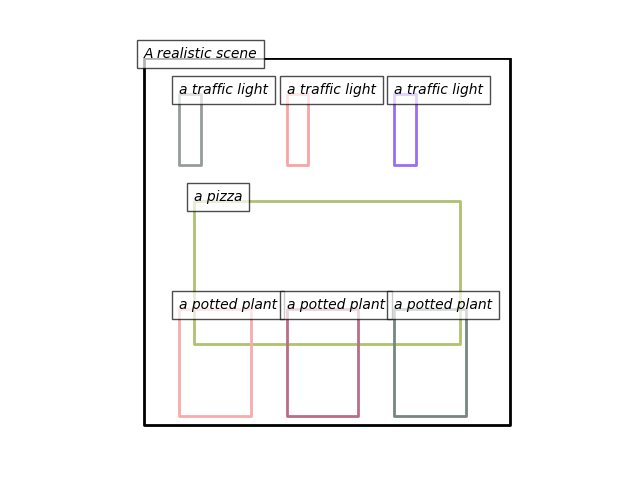 A realistic scene
a traffic light a traffic light a traffic light
a pizza
a potted plant a potted plant a potted plant